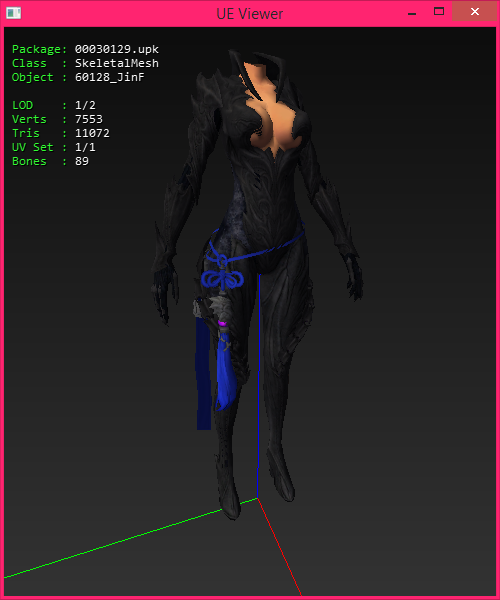 UE Viewer
Package: 00030129.upk
Class : SkeletalMesh
Object : 60128_JinF
LOD : 1/2
Verts : 7553
Tris : 11072
UV Set : 1/1
Bones : 89